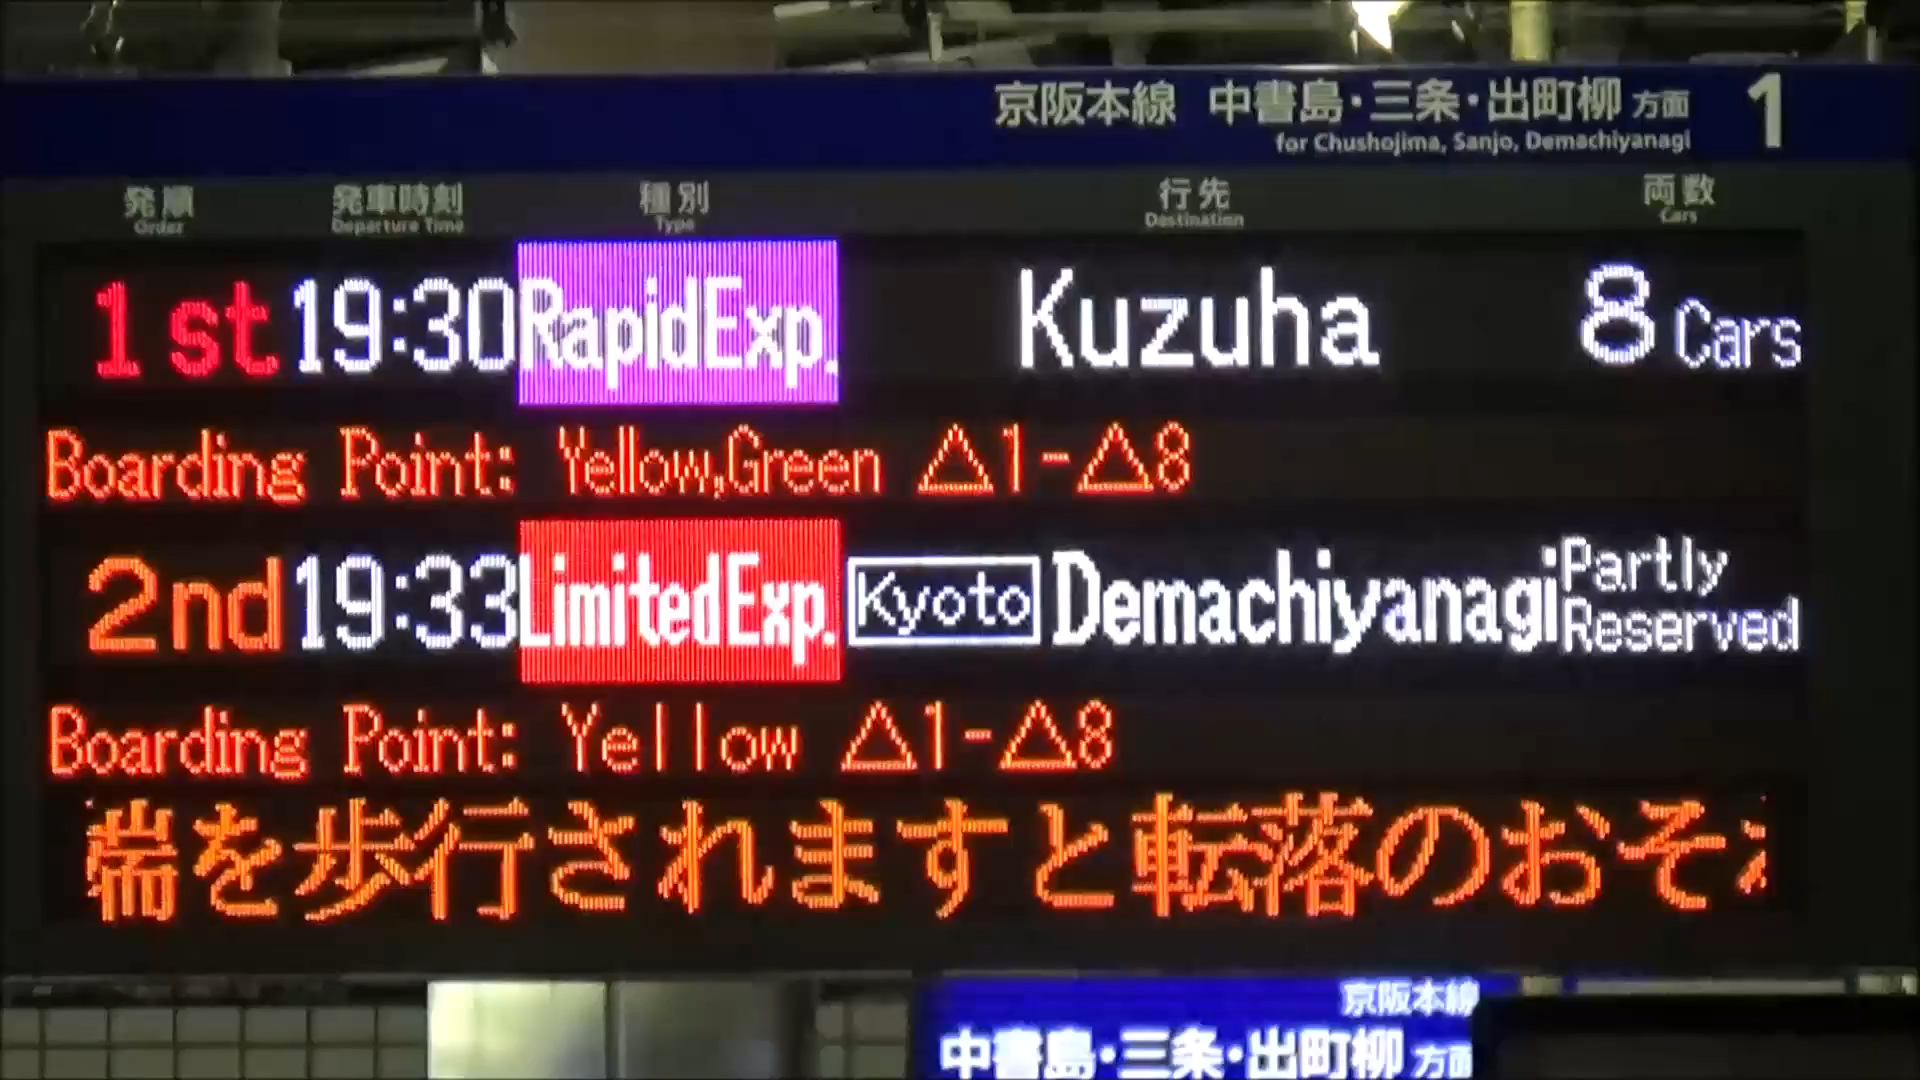 京阪本線 中書島・三条・出町柳 方面 1
for Chushojima, Sanjo, Demachiyanagi
発順 発車時刻 種別 行先 両数
Order Departure Time Type Destination Cars
1st 19:30 RapidExp. Kuzuha 8 Cars
Boarding Point: Yellow,Green △1-△8
2nd 19:33 LimitedExp. Kyoto Demachiyanagi Partly Reserved
Boarding Point: Yellow △1-△8
端を歩行されますと転落のおそ
京阪本線
中書島・三条・出町柳 方面